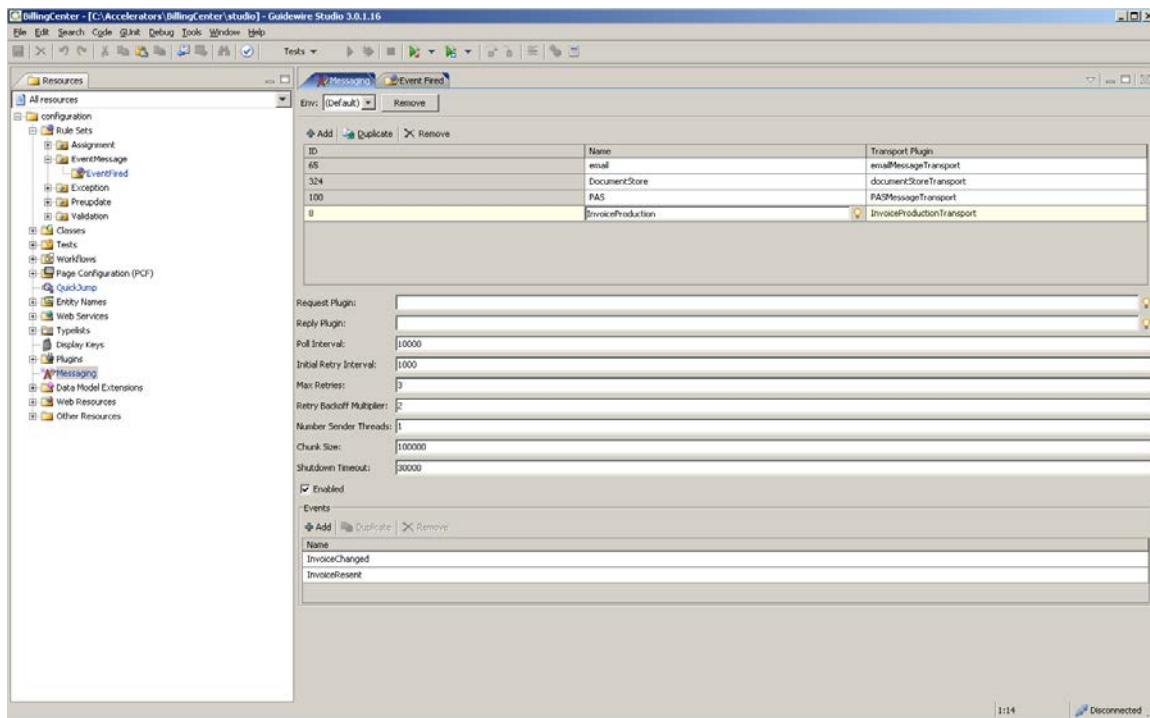 BillingCenter - [C:\Accelerators\BillingCenter\studio] - Guidewire Studio 3.0.1.16
File Edit Search Code GUnit Debug Tools Window Help
Tests
Resources
Messaging
Event Fired
All resources
Env: (Default) Remove
configuration
Rule Sets
Assignment
EventMessage
EventFired
Exception
Preupdate
Validation
Classes
Tests
Workflows
Page Configuration (PCF)
QuickJump
Entity Names
Web Services
Typelists
Display Keys
Plugins
Messaging
Data Model Extensions
Web Resources
Other Resources
Add Duplicate Remove
ID Name Transport Plugin
65 email emailMessageTransport
324 DocumentStore documentStoreTransport
100 PAS PASMessageTransport
InvoiceProduction InvoiceProductionTransport
Request Plugin:
Reply Plugin:
Poll Interval: 10000
Initial Retry Interval: 1000
Max Retries: 3
Retry Backoff Multiplier: 2
Number Sender Threads: 1
Chunk Size: 100000
Shutdown Timeout: 30000
Enabled
Events
Add Duplicate Remove
Name
InvoiceChanged
InvoiceResent
1:14 Disconnected